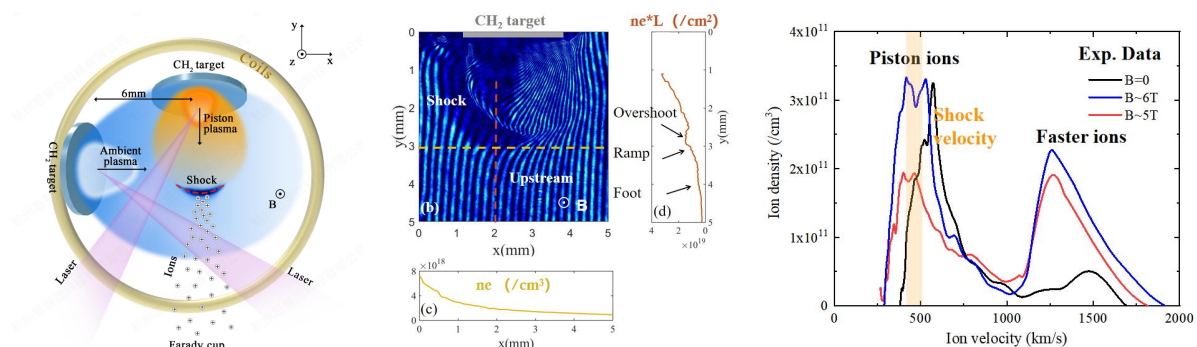 y
z
x
Coils
CH2 target
6mm
Piston
plasma
Ambient
plasma
CH2 target
Shock
B
Laser
Ions
Laser
Farady cup
CH2 target
0
1
2
3
4
5
y(mm)
Shock
Upstream
(b)
B
0
1
2
3
4
5
x(mm)
ne*L (/cm2)
0
1
2
3
4
5
y(mm)
Overshoot
Ramp
Foot
(d)
4
2
0
×10^19
×10^18
8
4
0
ne (/cm3)
(c)
0
1
2
3
4
5
x(mm)
4x10^11
3x10^11
2x10^11
1x10^11
0
Ion density (/cm3)
Piston ions
Exp. Data
B=0
B~6T
B~5T
Shock
velocity
Faster ions
0
500
1000
1500
2000
Ion velocity (km/s)